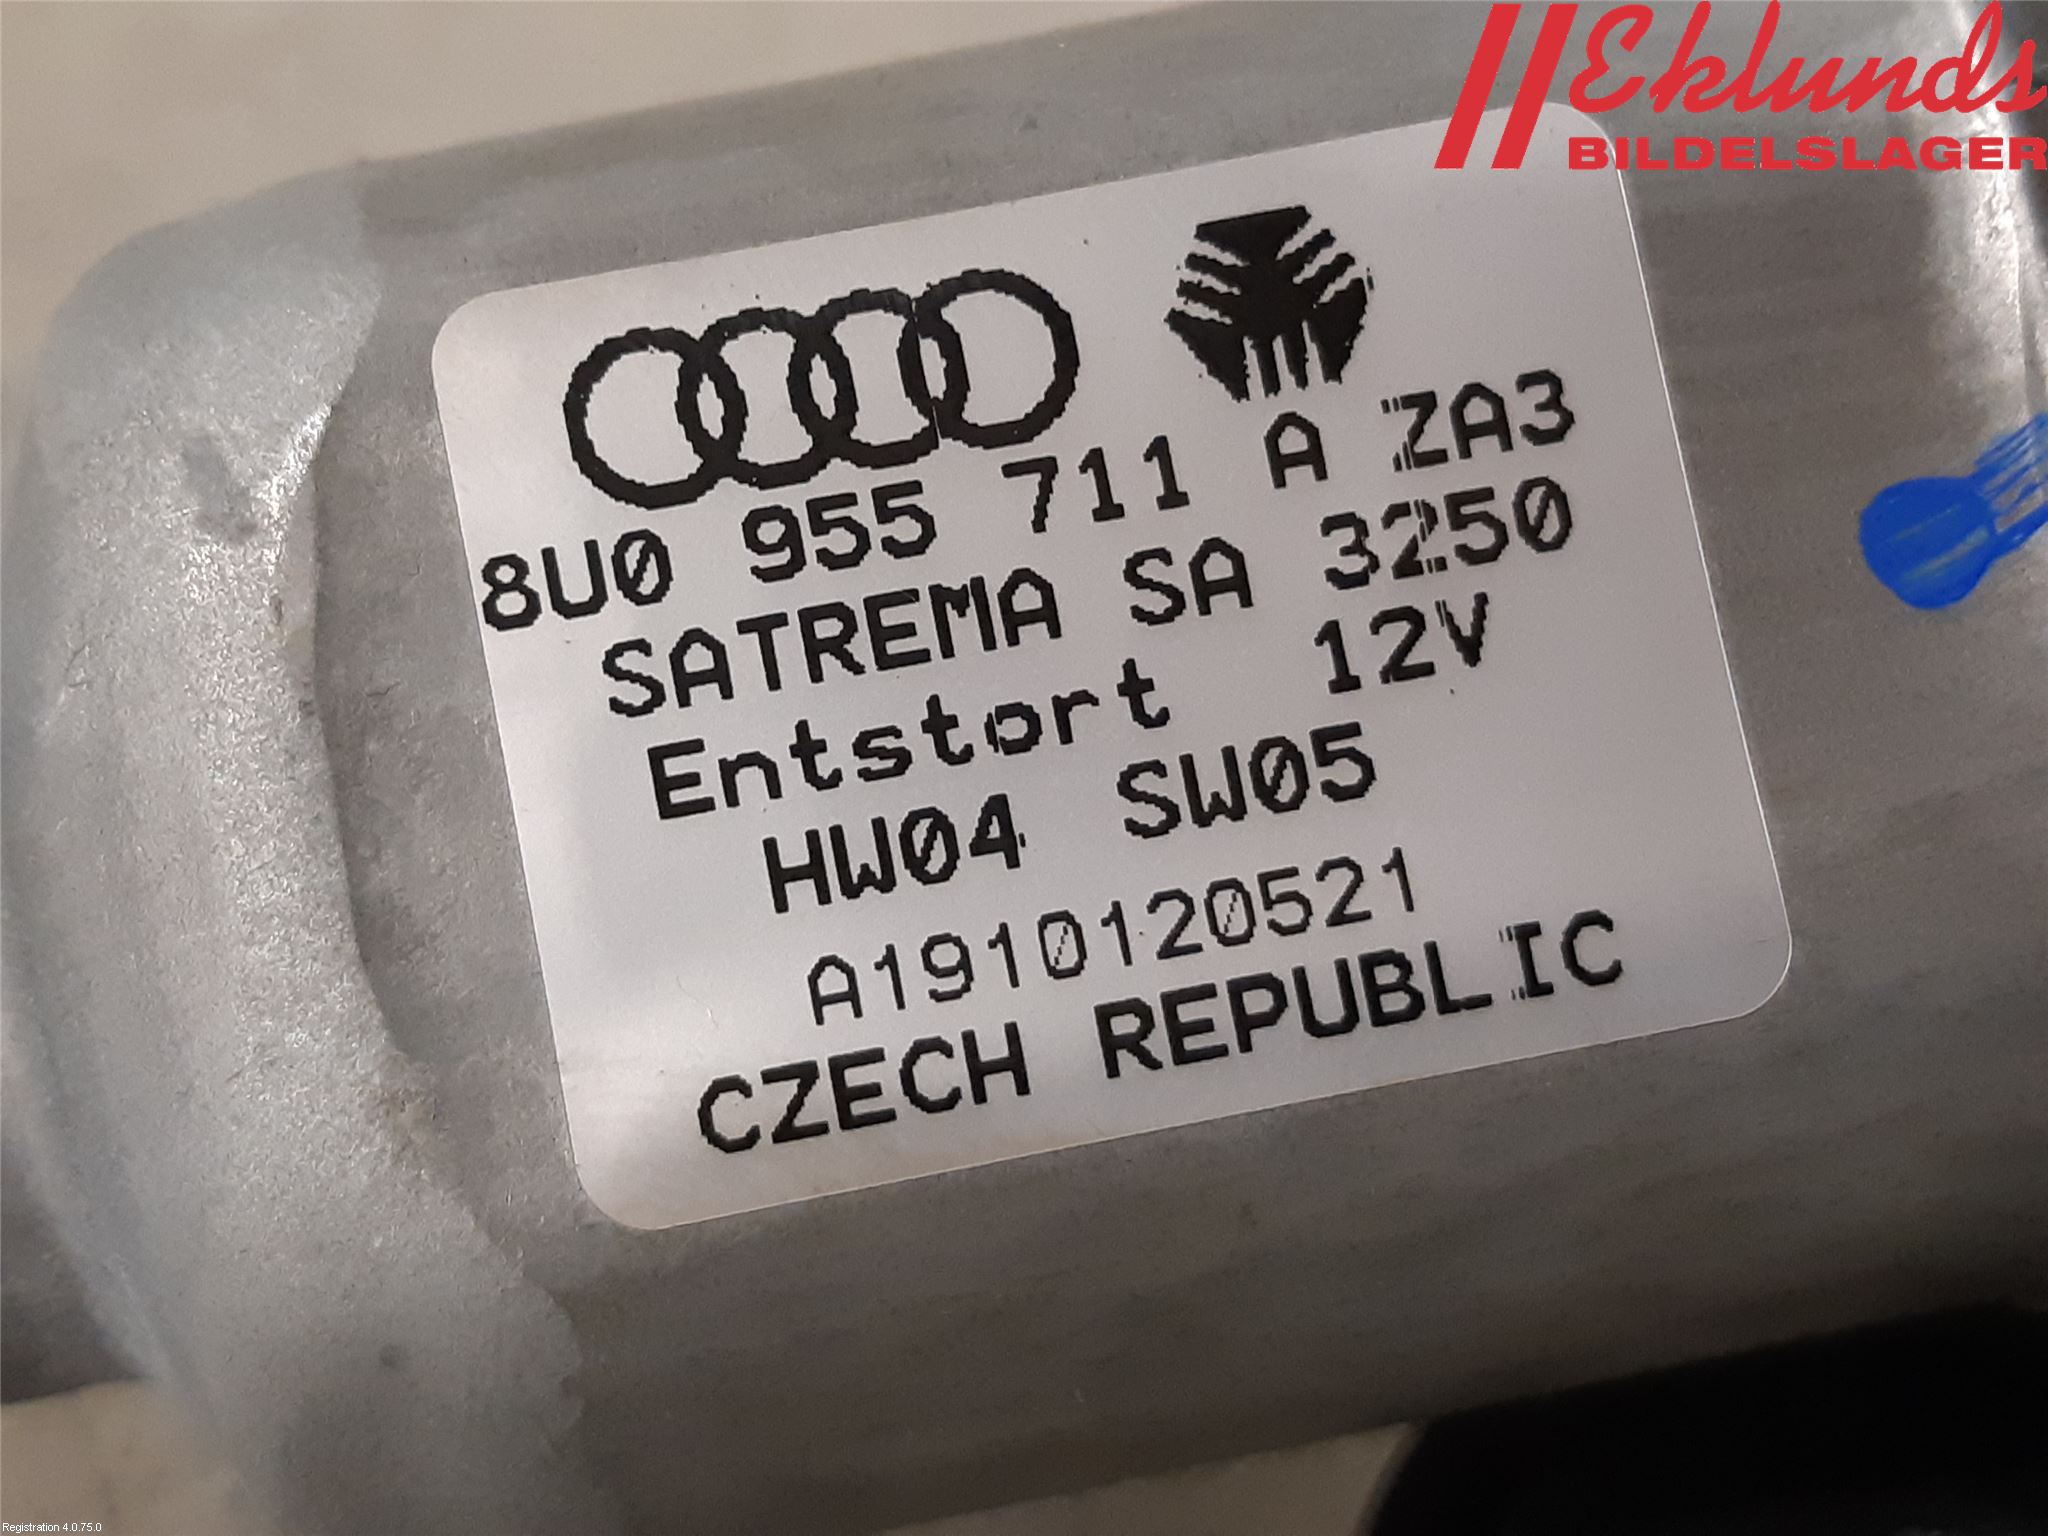 Eklunds
BILDELSLAGER
8U0 955 711 A ZA3
SATREMA SA 3250
Entstort 12V
HW04 SW05
A1910120521
CZECH REPUBLIC
Registration 4.0.75.0